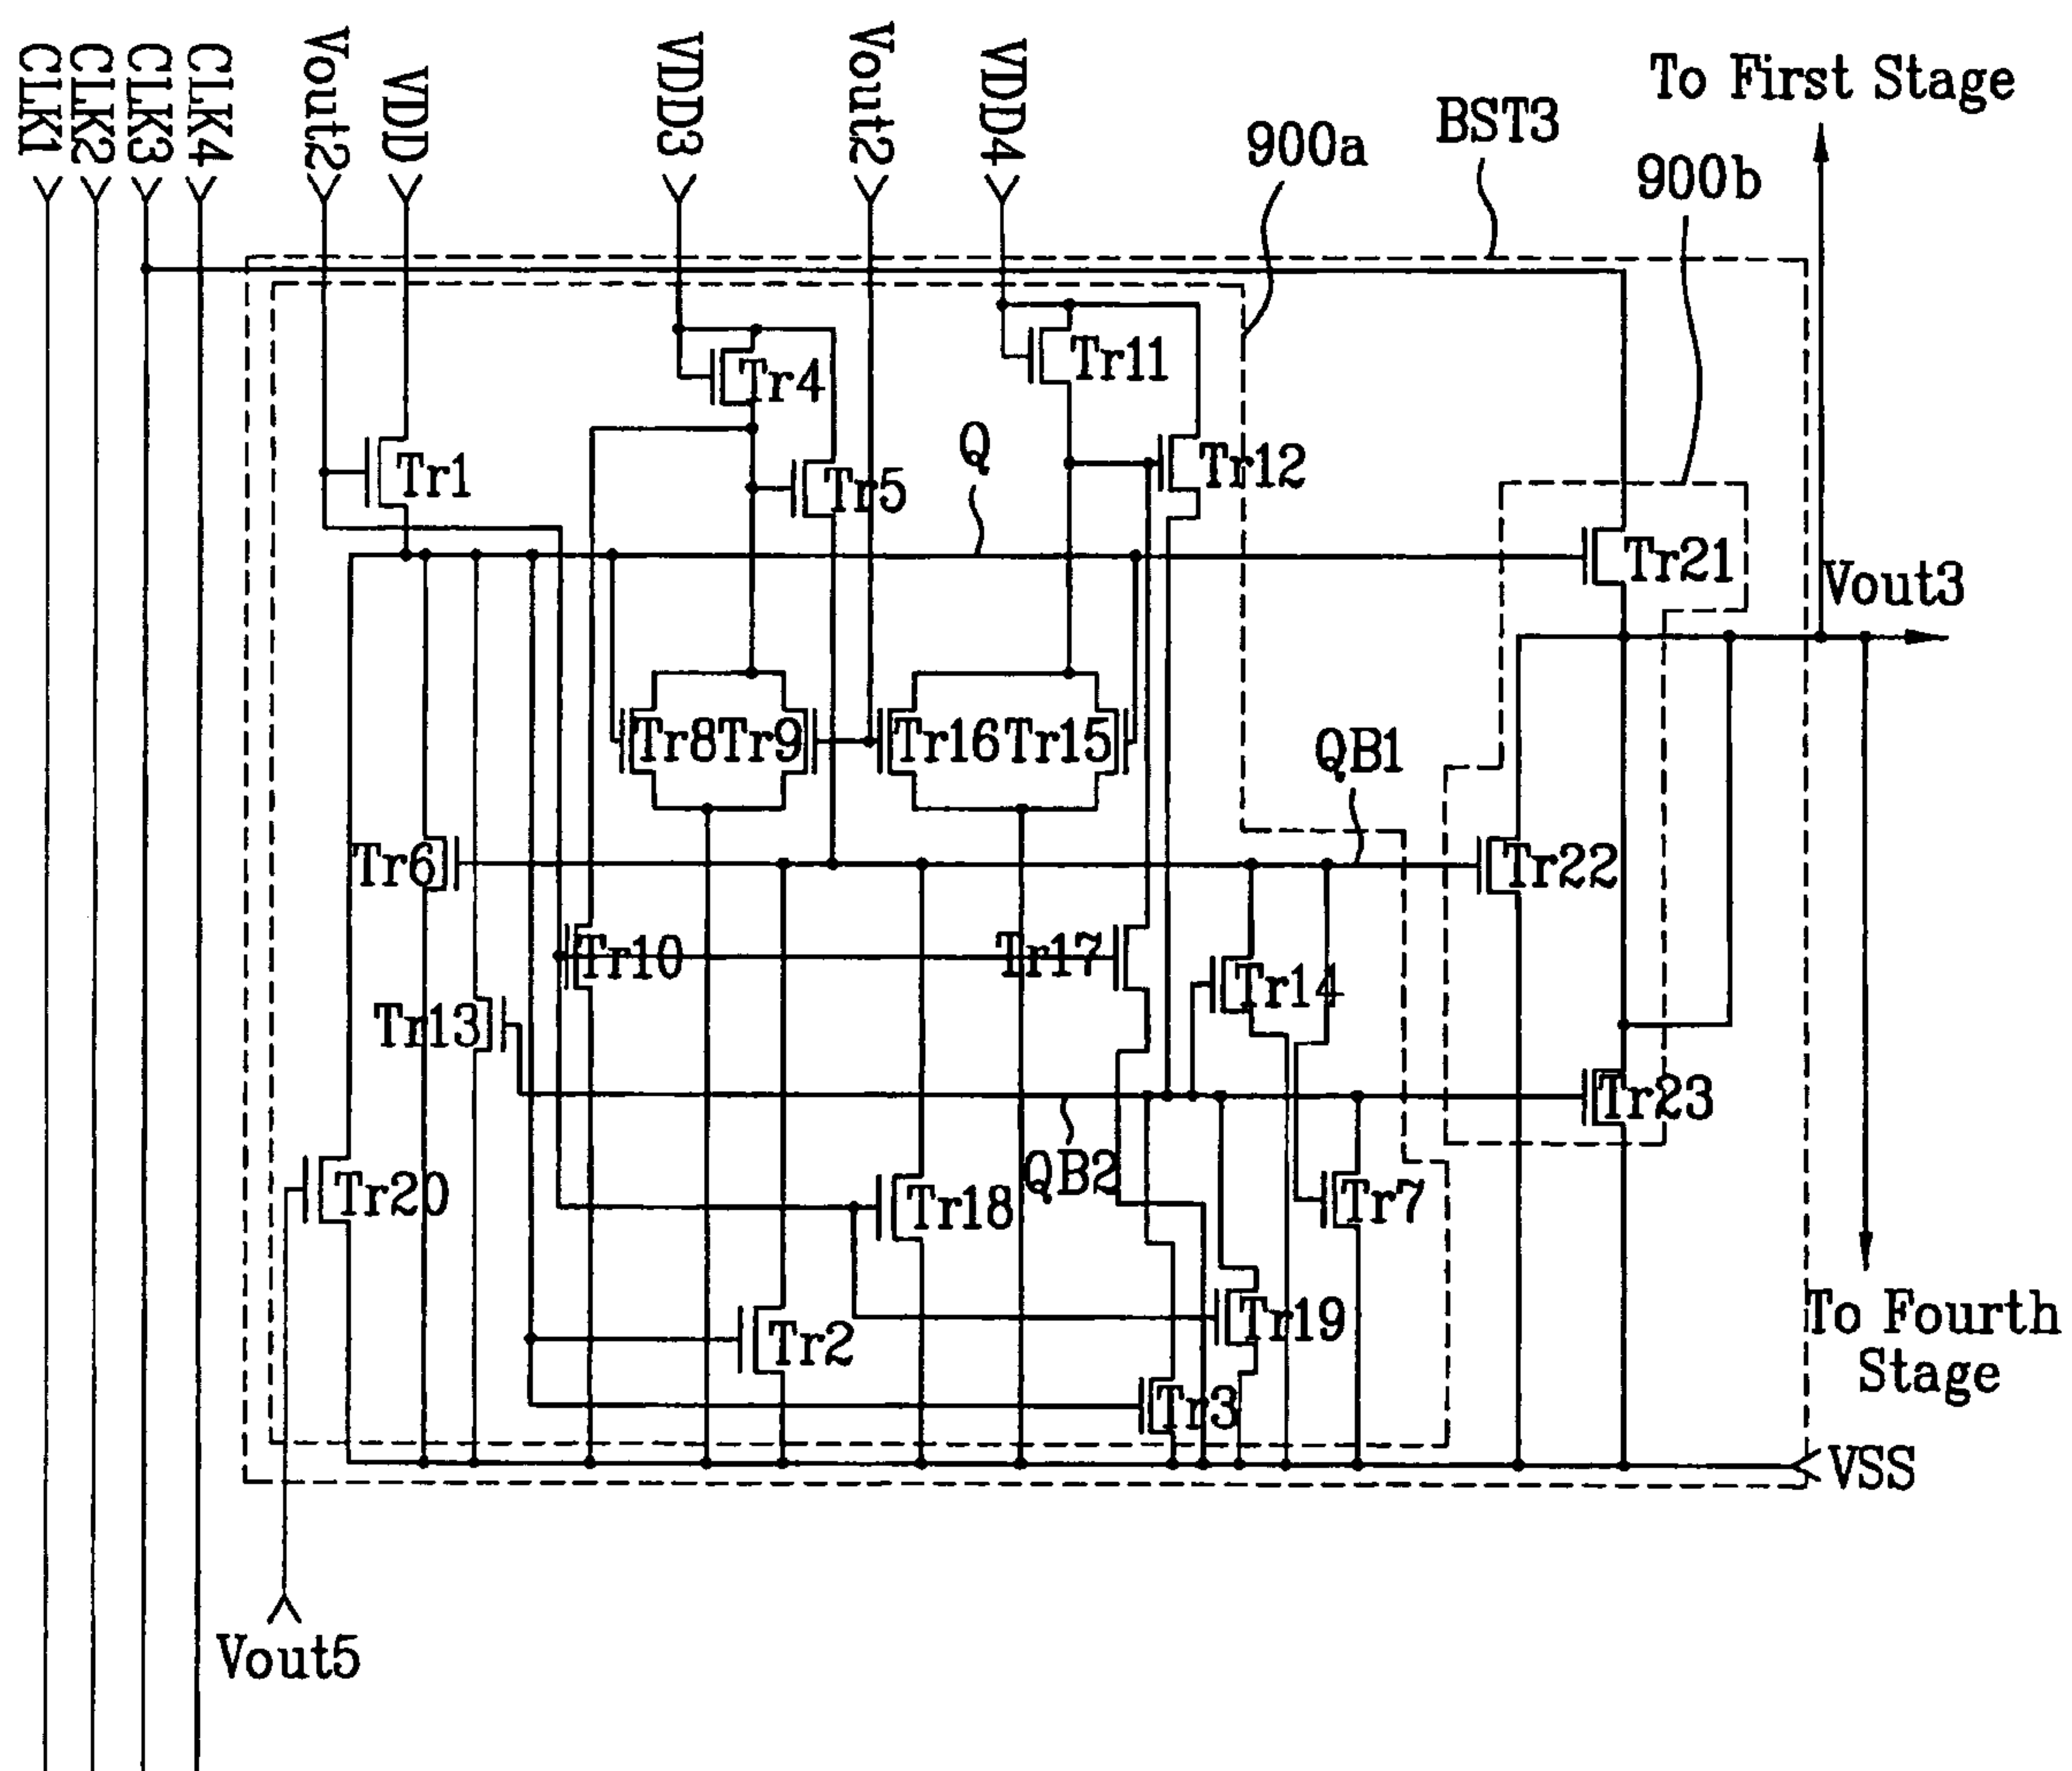 CLK1
CLK2
CLK3
CLK4
Vout2
VDD
VDD3
Vout2
VDD4
900a
BST3
To First Stage
900b
Tr4
Tr11
Tr1
Tr5
Q
Tr12
Tr21
Vout3
Tr8
Tr9
Tr16
Tr15
QB1
Tr6
Tr22
Tr10
Tr17
Tr14
Tr13
Tr23
Tr20
QB2
Tr18
Tr7
Tr2
Tr19
Tr3
To Fourth
Stage
VSS
Vout5